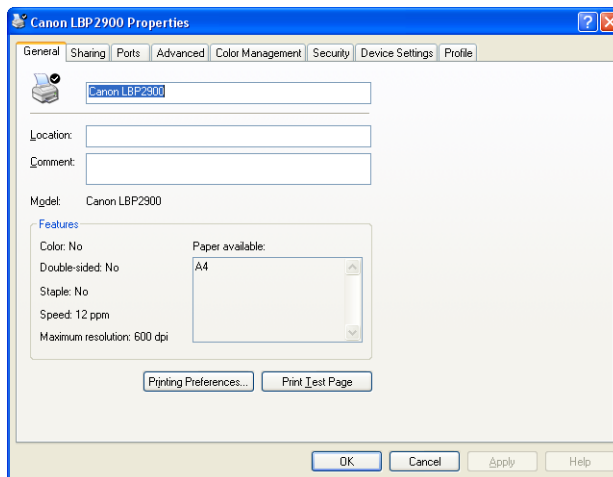 Canon LBP2900 Properties
General Sharing Ports Advanced Color Management Security Device Settings Profile
Canon LBP2900
Location:
Comment:
Model: Canon LBP2900
Features
Color: No Paper available:
Double-sided: No A4
Staple: No
Speed: 12 ppm
Maximum resolution: 600 dpi
Printing Preferences... Print Test Page
OK Cancel Apply Help